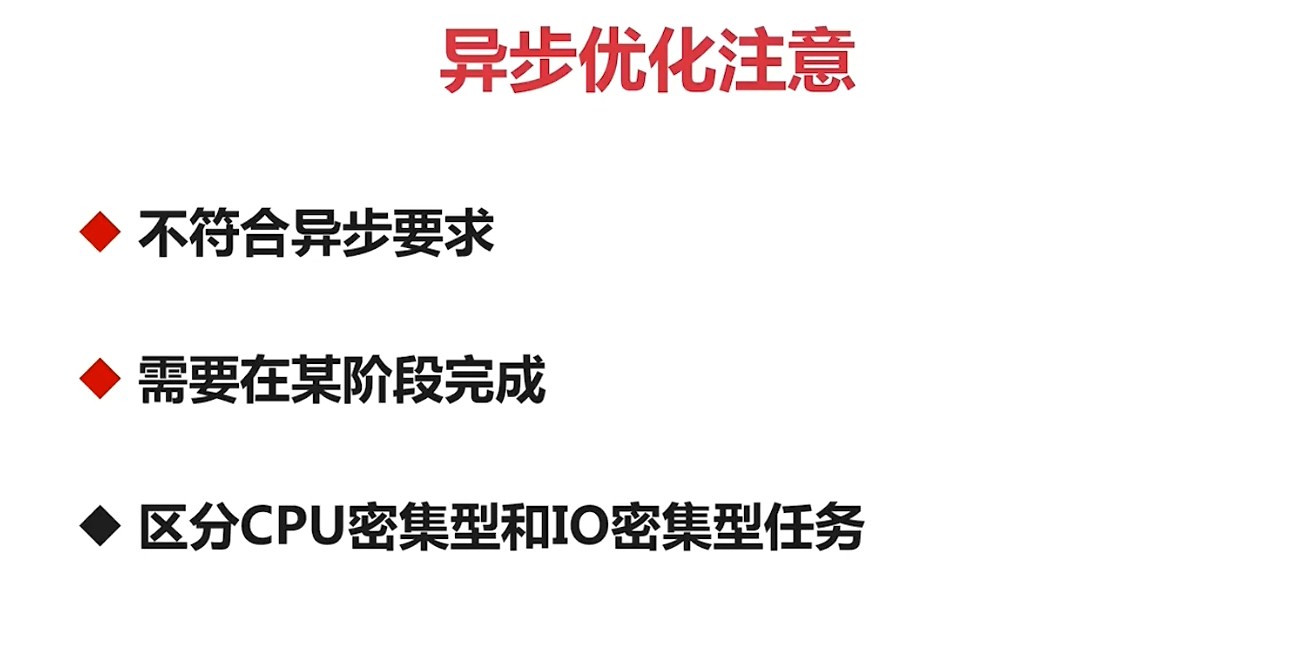 异步优化注意
不符合异步要求
需要在某阶段完成
区分CPU密集型和IO密集型任务